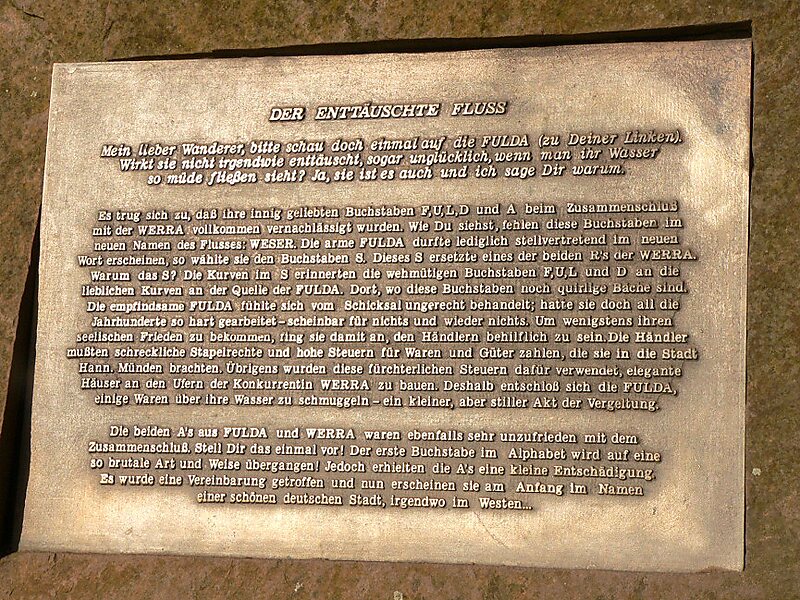 DER ENTTÄUSCHTE FLUSS
Mein lieber Wanderer, bitte schau doch einmal auf die FULDA (zu Deiner Linken).
Wirkt sie nicht irgendwie enttäuscht, sogar unglücklich, wenn man ihr Wasser
so müde fließen sieht? Ja, sie ist es auch und ich sage Dir warum.
Es trug sich zu, daß ihre innig geliebten Buchstaben F,U,L,D und A beim Zusammenschluß
mit der WERRA vollkommen vernachlässigt wurden. Wie Du siehst, fehlen diese Buchstaben im
neuen Namen des Flusses: WESER. Die arme FULDA durfte lediglich stellvertretend im neuen
Wort erscheinen, so wählte sie den Buchstaben S. Dieses S ersetzte eines der beiden R's der WERRA.
Warum das S? Die Kurven im S erinnerten die wehmütigen Buchstaben F,U,L und D an die
lieblichen Kurven an der Quelle der FULDA. Dort, wo diese Buchstaben noch quirlige Bäche sind.
Die empfindsame FULDA fühlte sich vom Schicksal ungerecht behandelt; hatte sie doch all die
Jahrhunderte so hart gearbeitet – scheinbar für nichts und wieder nichts. Um wenigstens ihren
seelischen Frieden zu bekommen, fing sie damit an, den Händlern behilflich zu sein. Die Händler
mußten schreckliche Stapelrechte und hohe Steuern für Waren und Güter zahlen, die sie in die Stadt
Hann. Münden brachten. Übrigens wurden diese fürchterlichen Steuern dafür verwendet, elegante
Häuser an den Ufern der Konkurrentin WERRA zu bauen. Deshalb entschloß sich die FULDA,
einige Waren über ihre Wasser zu schmuggeln – ein kleiner, aber stiller Akt der Vergeltung.
Die beiden A's aus FULDA und WERRA waren ebenfalls sehr unzufrieden mit dem
Zusammenschluß. Stell Dir das einmal vor! Der erste Buchstabe im Alphabet wird auf eine
so brutale Art und Weise übergangen! Jedoch erhielten die A's eine kleine Entschädigung.
Es wurde eine Vereinbarung getroffen und nun erscheinen sie am Anfang im Namen
einer schönen deutschen Stadt, irgendwo im Westen...